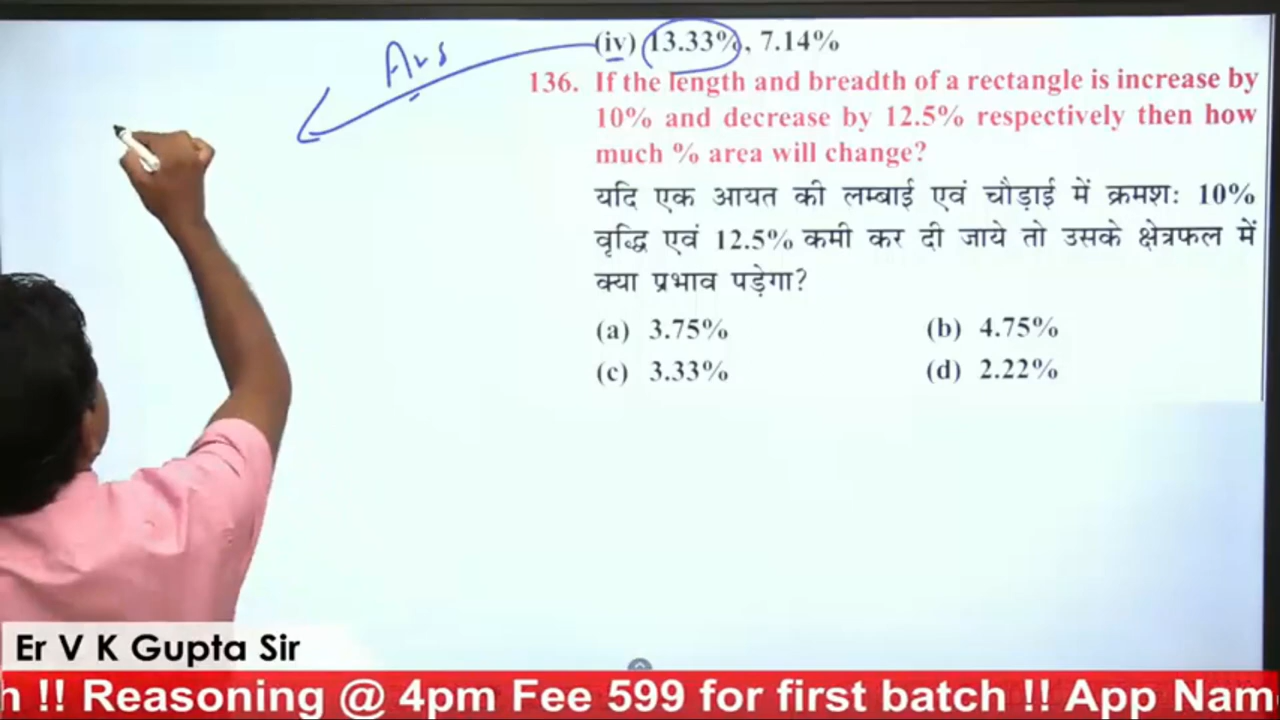 Ans
(iv) 13.33%, 7.14%
136. If the length and breadth of a rectangle is increase by
10% and decrease by 12.5% respectively then how
much % area will change?
यदि एक आयत की लम्बाई एवं चौड़ाई में क्रमशः 10%
वृद्धि एवं 12.5% कमी कर दी जाये तो उसके क्षेत्रफल में
क्या प्रभाव पड़ेगा?
(a) 3.75% (b) 4.75%
(c) 3.33% (d) 2.22%
Er V K Gupta Sir
h !! Reasoning @ 4pm Fee 599 for first batch !! App Nam